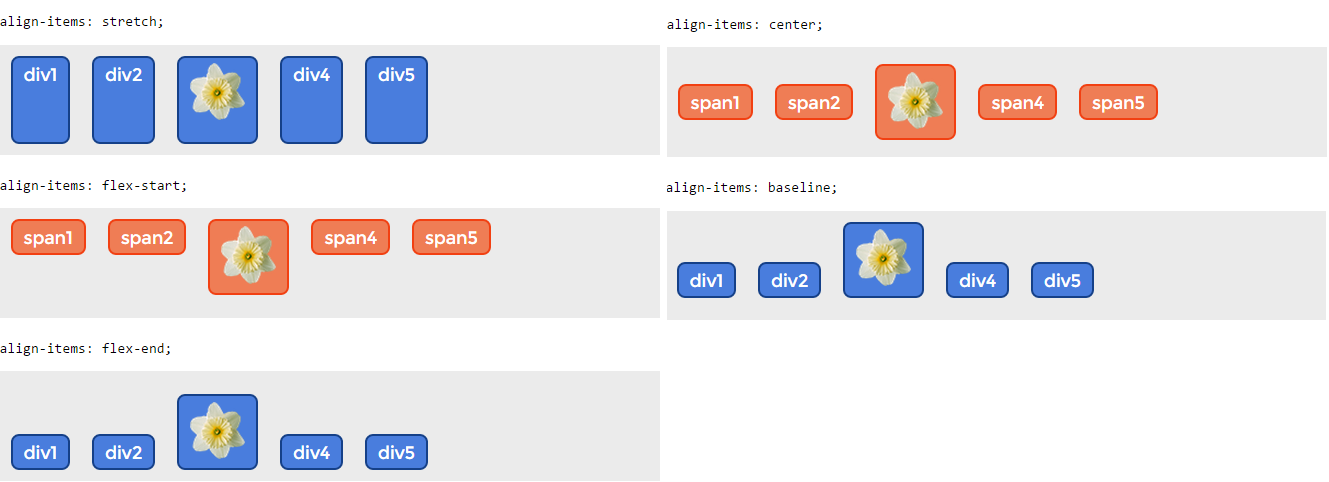 align-items: stretch;
div1 div2 div4 div5
align-items: center;
span1 span2 span4 span5
align-items: flex-start;
span1 span2 span4 span5
align-items: baseline;
div1 div2 div4 div5
align-items: flex-end;
div1 div2 div4 div5